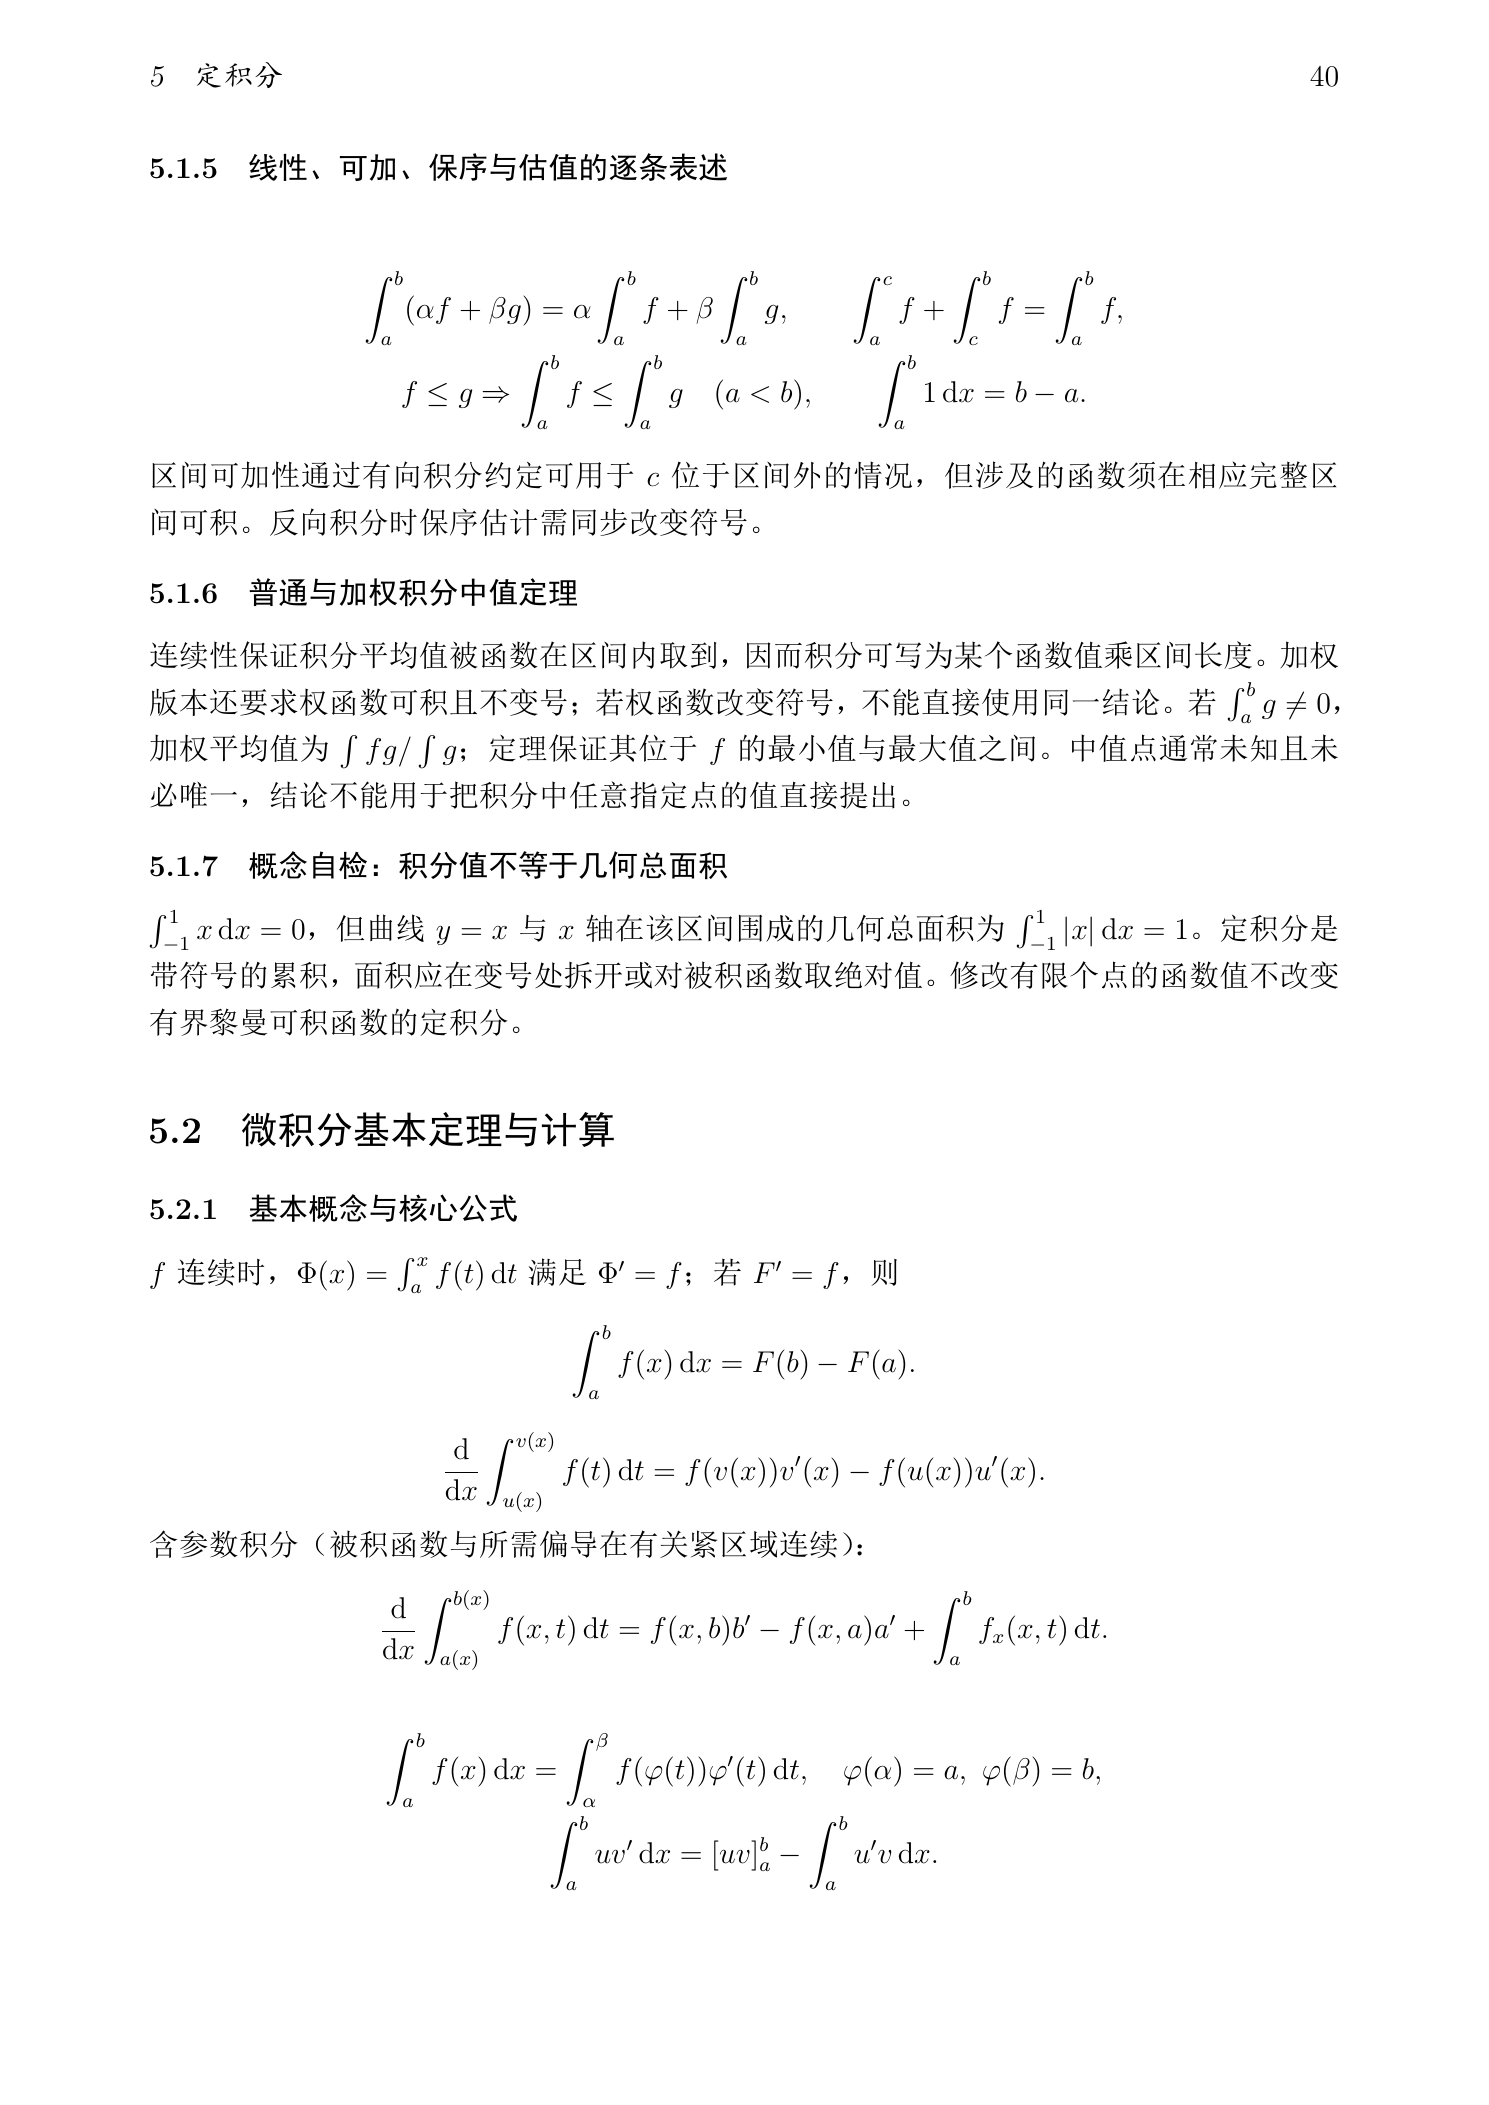 5 定积分 40
5.1.5 线性、可加、保序与估值的逐条表述
∫_a^b (αf + βg) = α ∫_a^b f + β ∫_a^b g, ∫_a^c f + ∫_c^b f = ∫_a^b f,
f ≤ g ⇒ ∫_a^b f ≤ ∫_a^b g (a < b), ∫_a^b 1 dx = b − a.
区间可加性通过有向积分约定可用于 c 位于区间外的情况，但涉及的函数须在相应完整区
间可积。反向积分时保序估计需同步改变符号。
5.1.6 普通与加权积分中值定理
连续性保证积分平均值被函数在区间内取到，因而积分可写为某个函数值乘区间长度。加权
版本还要求权函数可积且不变号；若权函数改变符号，不能直接使用同一结论。若 ∫_a^b g ≠ 0，
加权平均值为 ∫ fg/ ∫ g；定理保证其位于 f 的最小值与最大值之间。中值点通常未知且未
必唯一，结论不能用于把积分中任意指定点的值直接提出。
5.1.7 概念自检：积分值不等于几何总面积
∫_{−1}^1 x dx = 0，但曲线 y = x 与 x 轴在该区间围成的几何总面积为 ∫_{−1}^1 |x| dx = 1。定积分是
带符号的累积，面积应在变号处拆开或对被积函数取绝对值。修改有限个点的函数值不改变
有界黎曼可积函数的定积分。
5.2 微积分基本定理与计算
5.2.1 基本概念与核心公式
f 连续时，Φ(x) = ∫_a^x f(t) dt 满足 Φ′ = f；若 F′ = f，则
∫_a^b f(x) dx = F(b) − F(a).
d/dx ∫_{u(x)}^{v(x)} f(t) dt = f(v(x))v′(x) − f(u(x))u′(x).
含参数积分（被积函数与所需偏导在有关紧区域连续）：
d/dx ∫_{a(x)}^{b(x)} f(x, t) dt = f(x, b)b′ − f(x, a)a′ + ∫_a^b f_x(x, t) dt.
∫_a^b f(x) dx = ∫_α^β f(φ(t))φ′(t) dt, φ(α) = a, φ(β) = b,
∫_a^b uv′ dx = [uv]_a^b − ∫_a^b u′v dx.